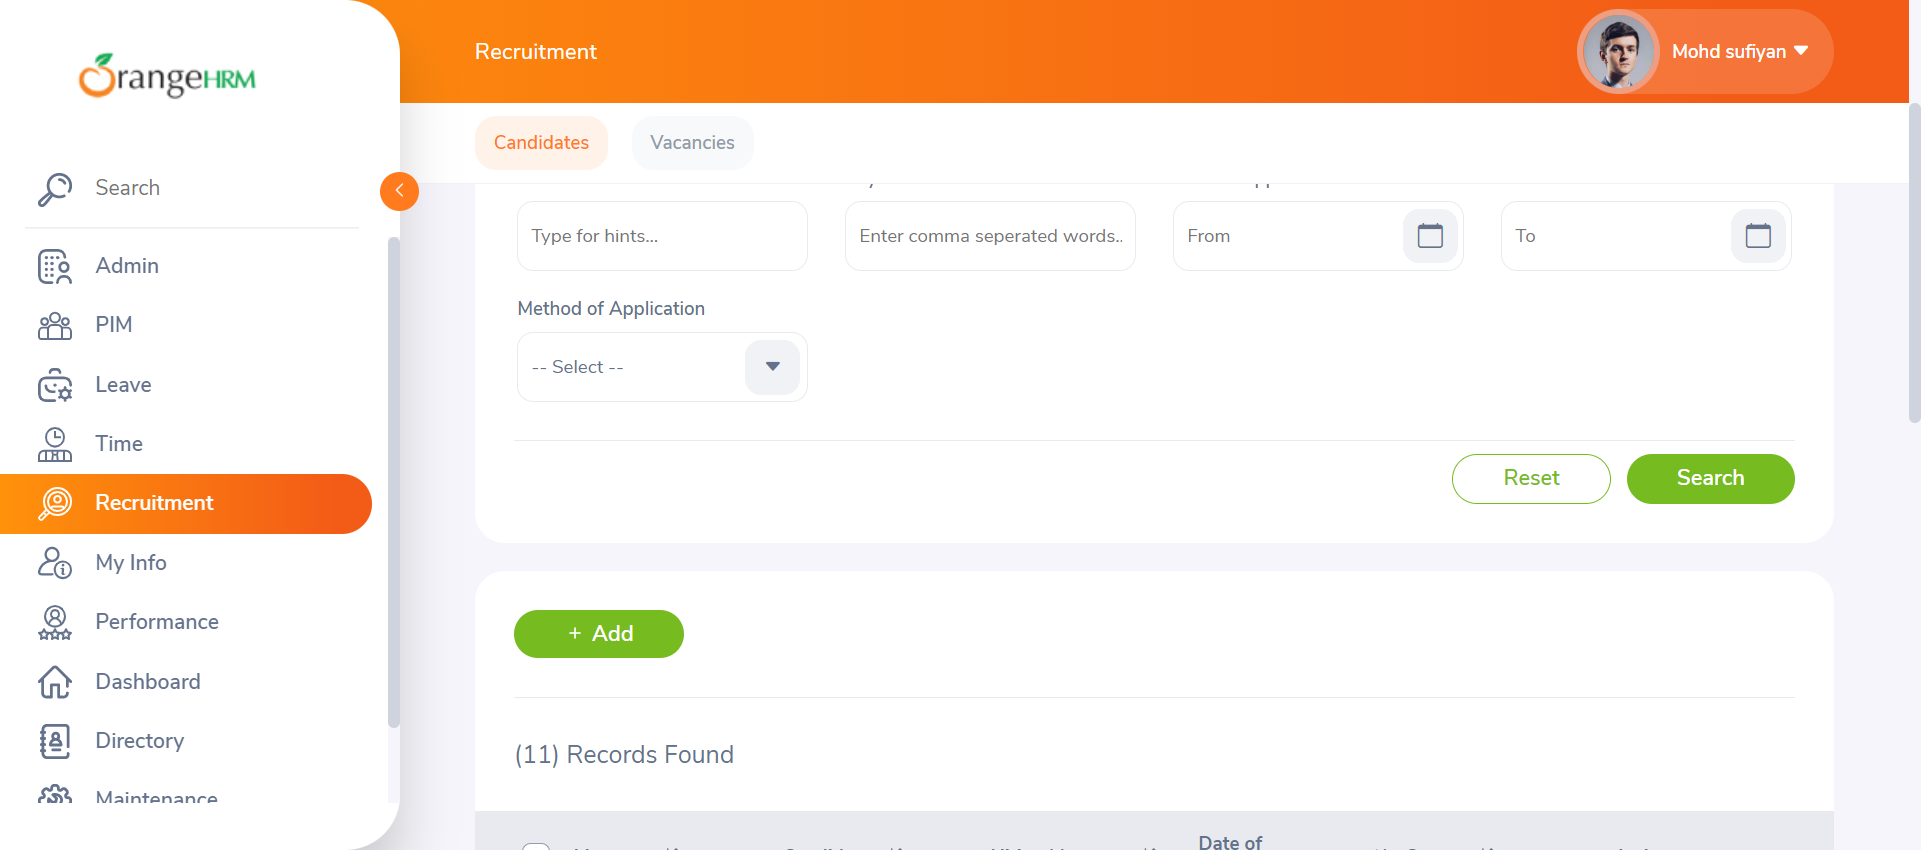 OrangeHRM
Recruitment
Mohd sufiyan
Candidates
Vacancies
Search
Admin
PIM
Leave
Time
Recruitment
My Info
Performance
Dashboard
Directory
Maintenance
Type for hints...
Enter comma seperated words..
From
To
Method of Application
-- Select --
Reset
Search
+ Add
(11) Records Found
Date of